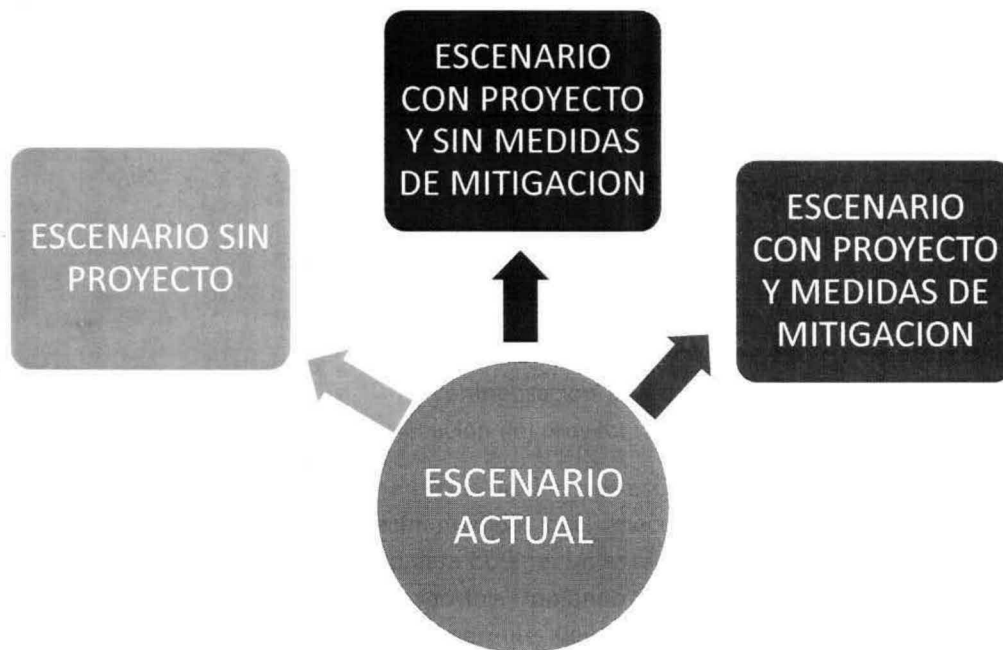 ESCENARIO
CON PROYECTO
Y SIN MEDIDAS
DE MITIGACION
ESCENARIO SIN
PROYECTO
ESCENARIO
CON PROYECTO
Y MEDIDAS DE
MITIGACION
ESCENARIO
ACTUAL